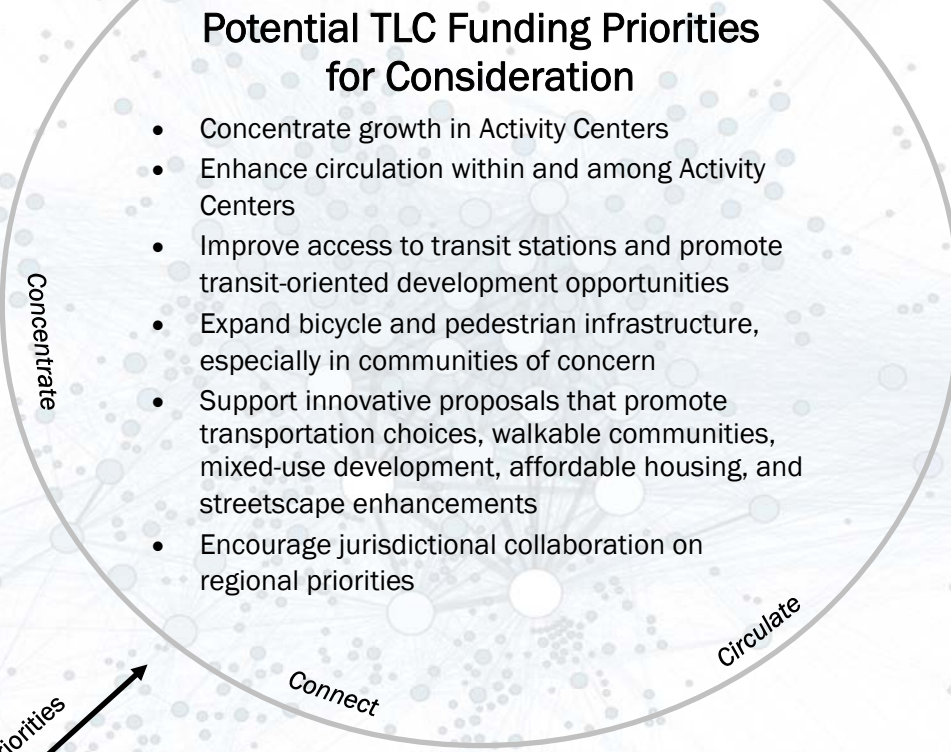 Potential TLC Funding Priorities
for Consideration
• Concentrate growth in Activity Centers
• Enhance circulation within and among Activity
Centers
• Improve access to transit stations and promote
transit-oriented development opportunities
• Expand bicycle and pedestrian infrastructure,
especially in communities of concern
• Support innovative proposals that promote
transportation choices, walkable communities,
mixed-use development, affordable housing, and
streetscape enhancements
• Encourage jurisdictional collaboration on
regional priorities
Concentrate
Connect
Circulate